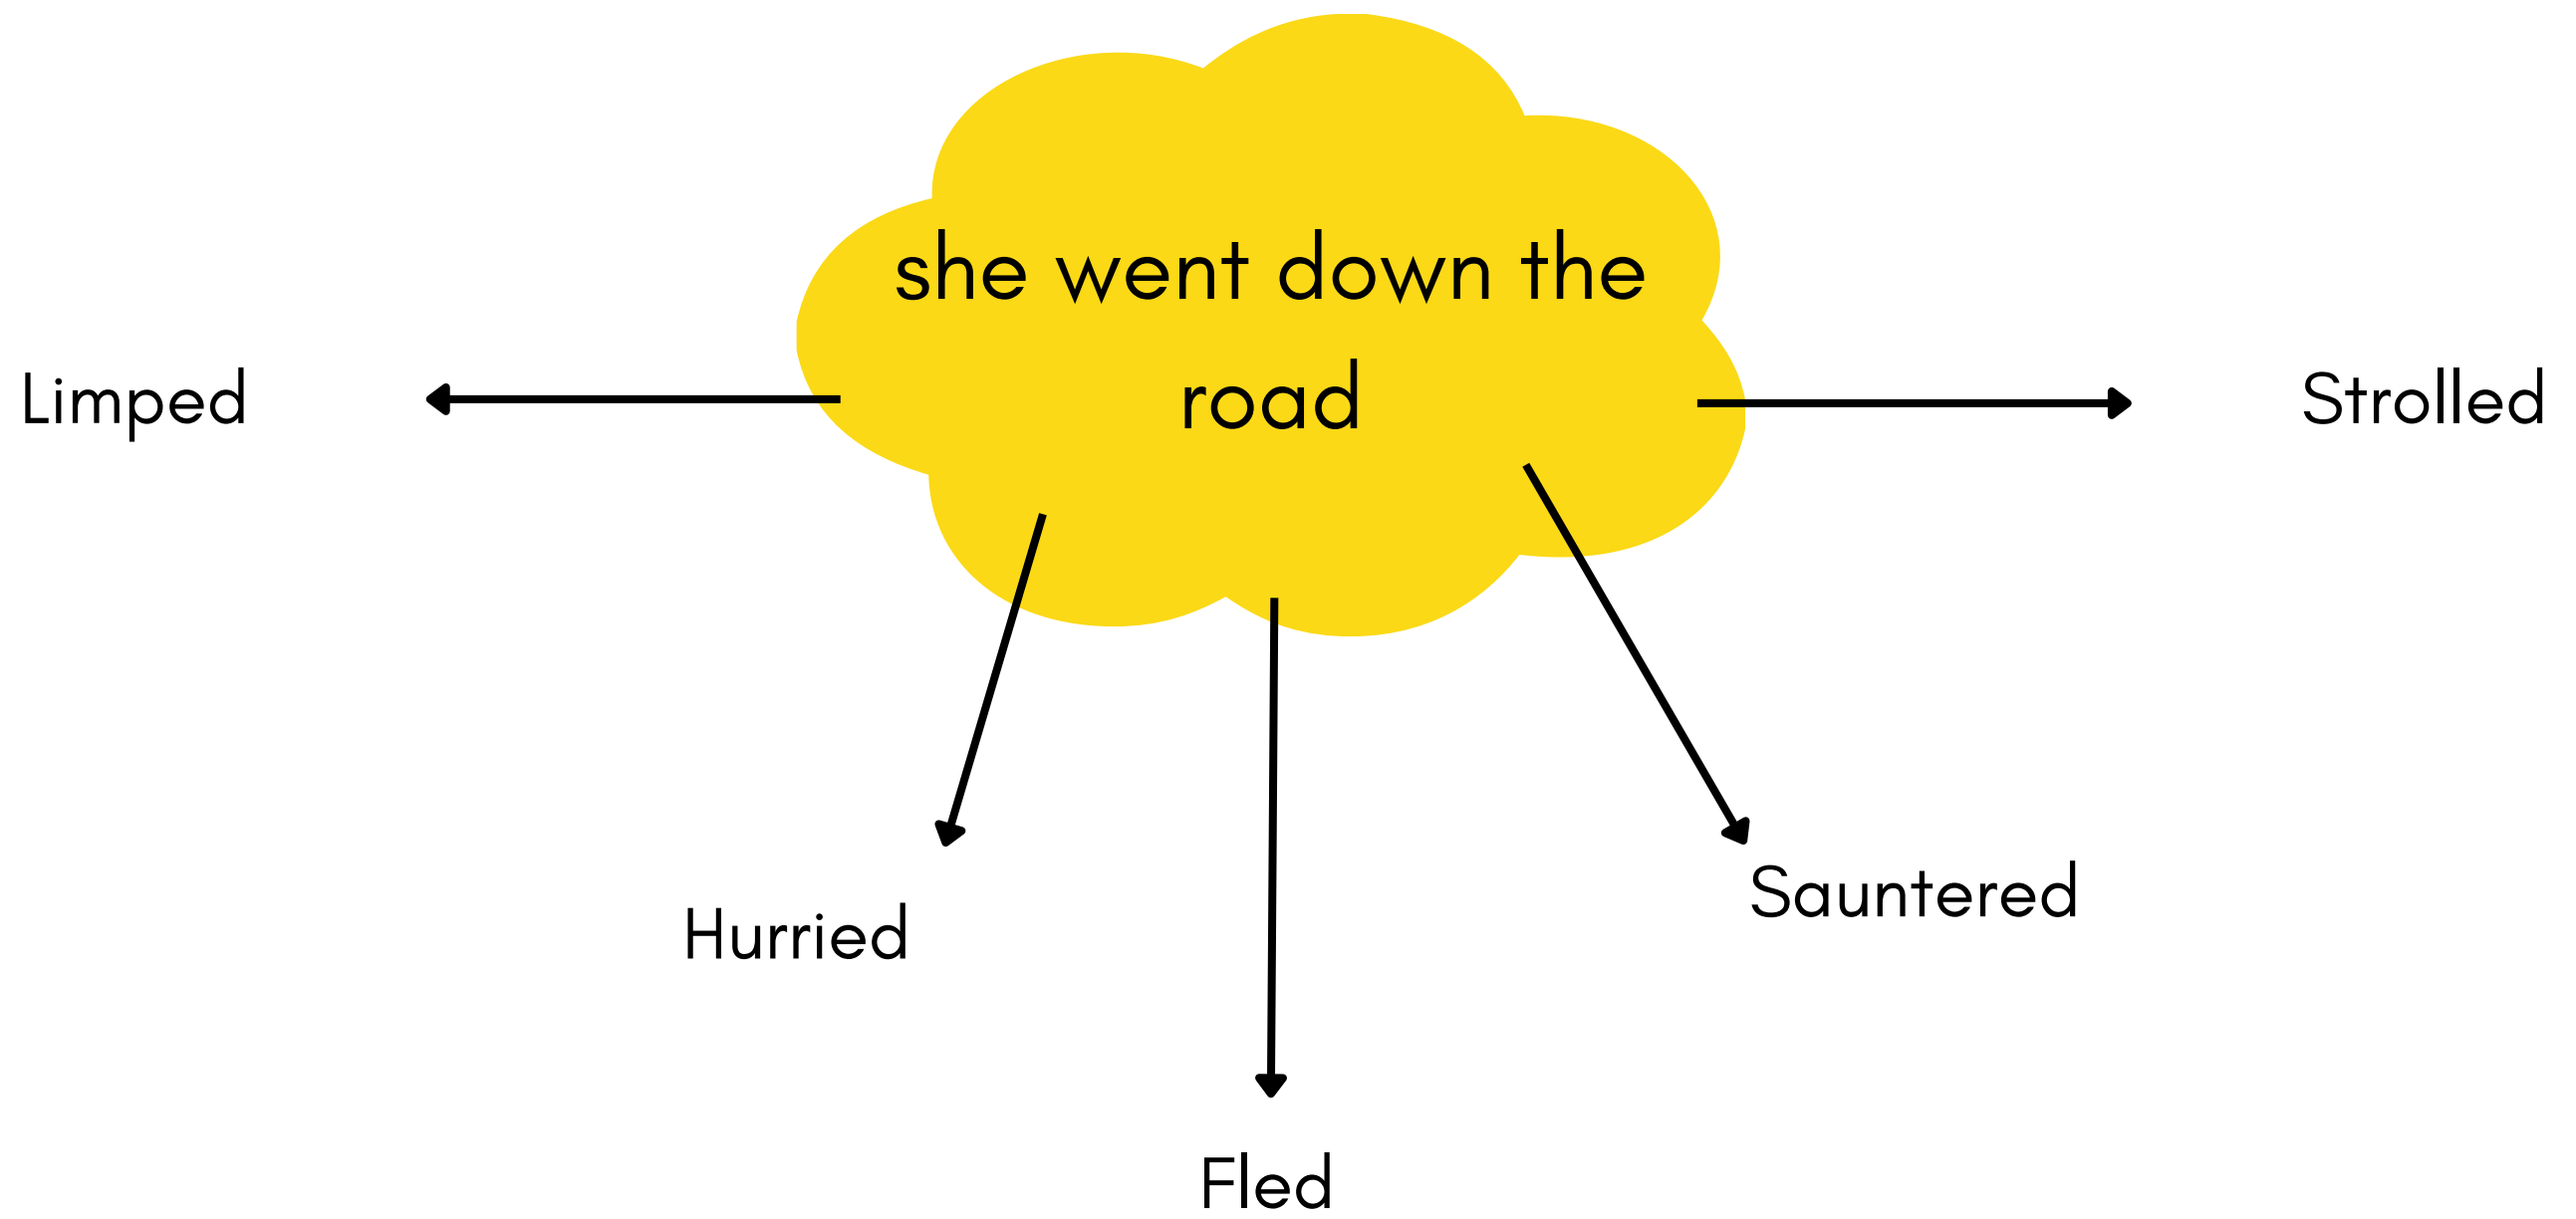 she went down the
road
Limped
Strolled
Hurried
Sauntered
Fled